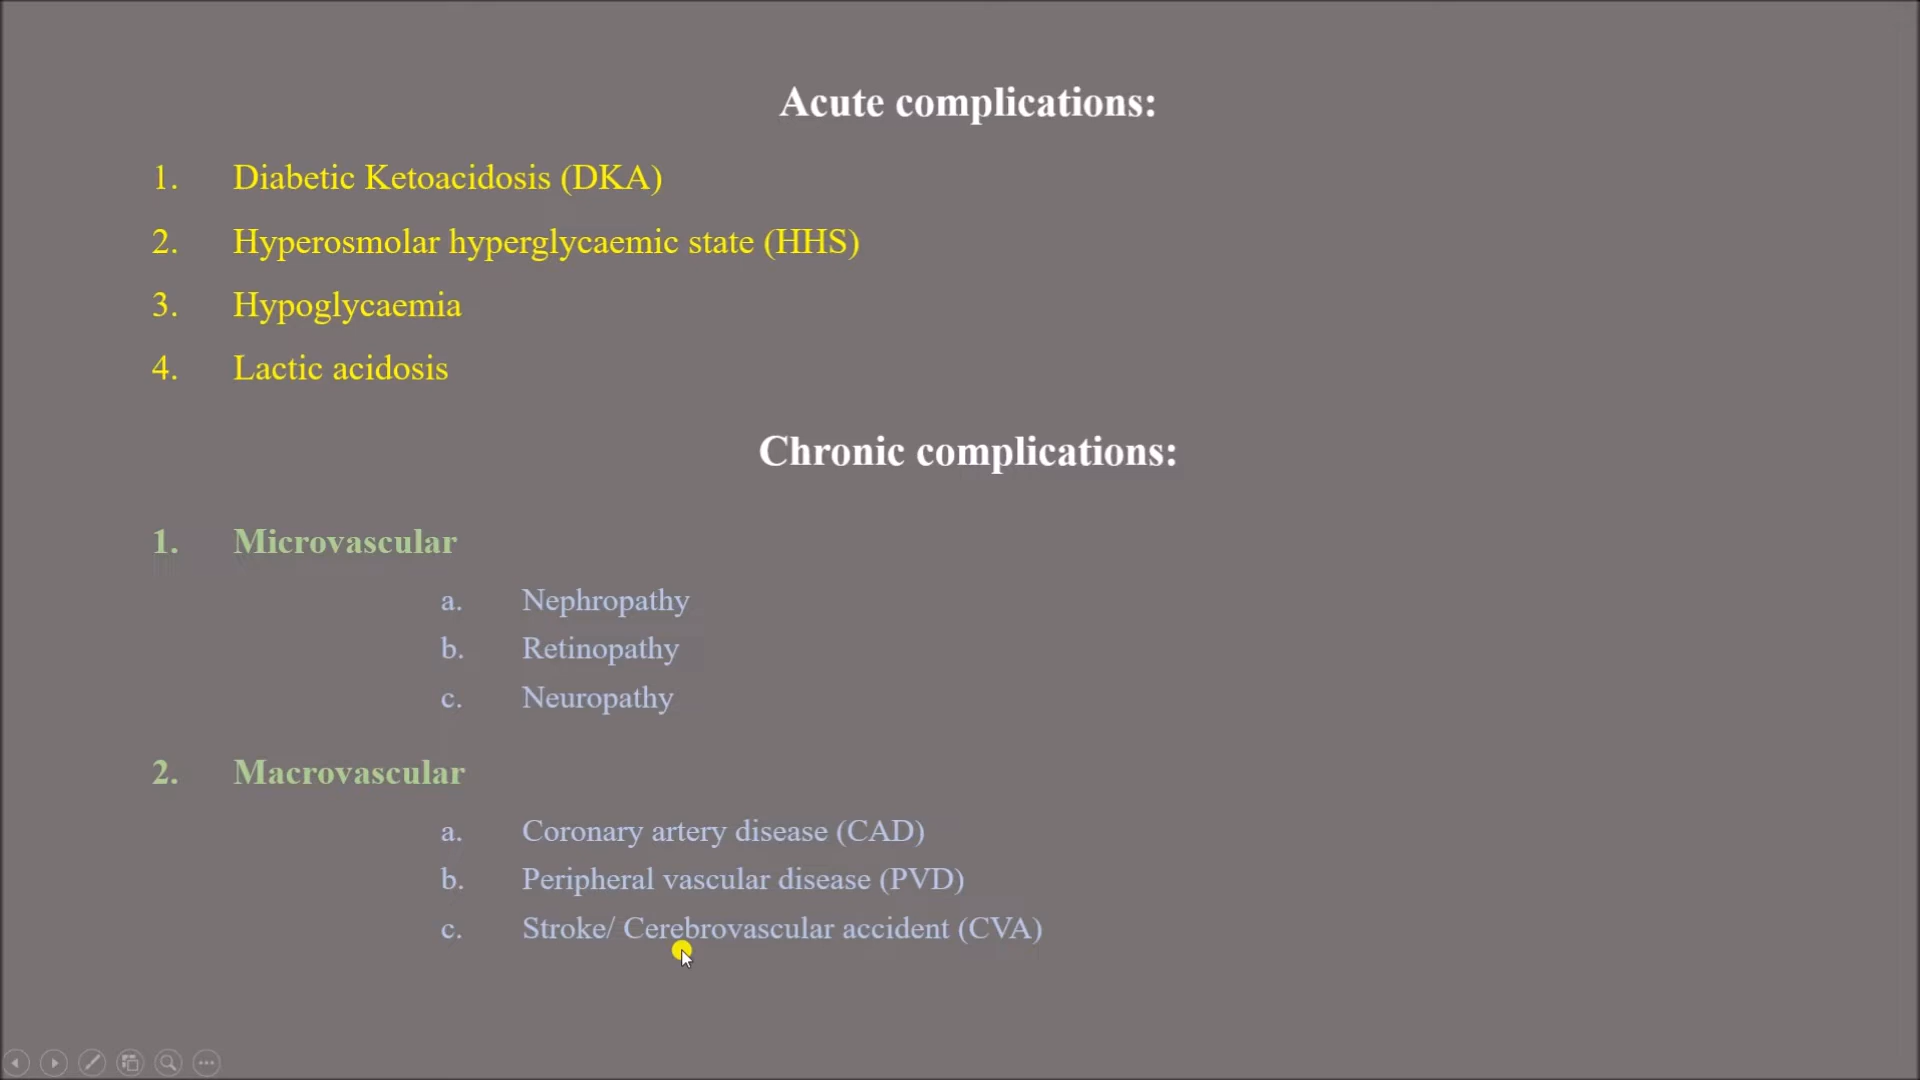 Acute complications:
1. Diabetic Ketoacidosis (DKA)
2. Hyperosmolar hyperglycaemic state (HHS)
3. Hypoglycaemia
4. Lactic acidosis
Chronic complications:
1. Microvascular
a. Nephropathy
b. Retinopathy
c. Neuropathy
2. Macrovascular
a. Coronary artery disease (CAD)
b. Peripheral vascular disease (PVD)
c. Stroke/ Cerebrovascular accident (CVA)